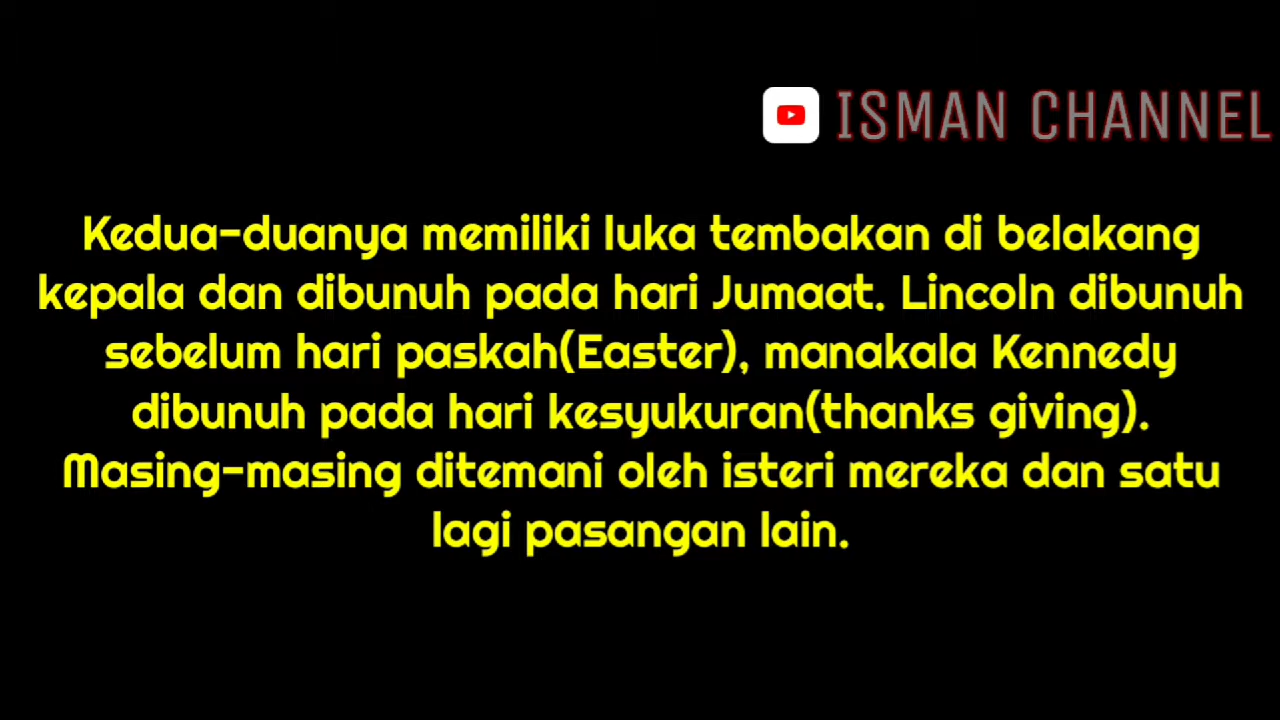 ISMAN CHANNEL
Kedua-duanya memiliki luka tembakan di belakang
kepala dan dibunuh pada hari Jumaat. Lincoln dibunuh
sebelum hari paskah(Easter), manakala Kennedy
dibunuh pada hari kesyukuran(thanks giving).
Masing-masing ditemani oleh isteri mereka dan satu
lagi pasangan lain.